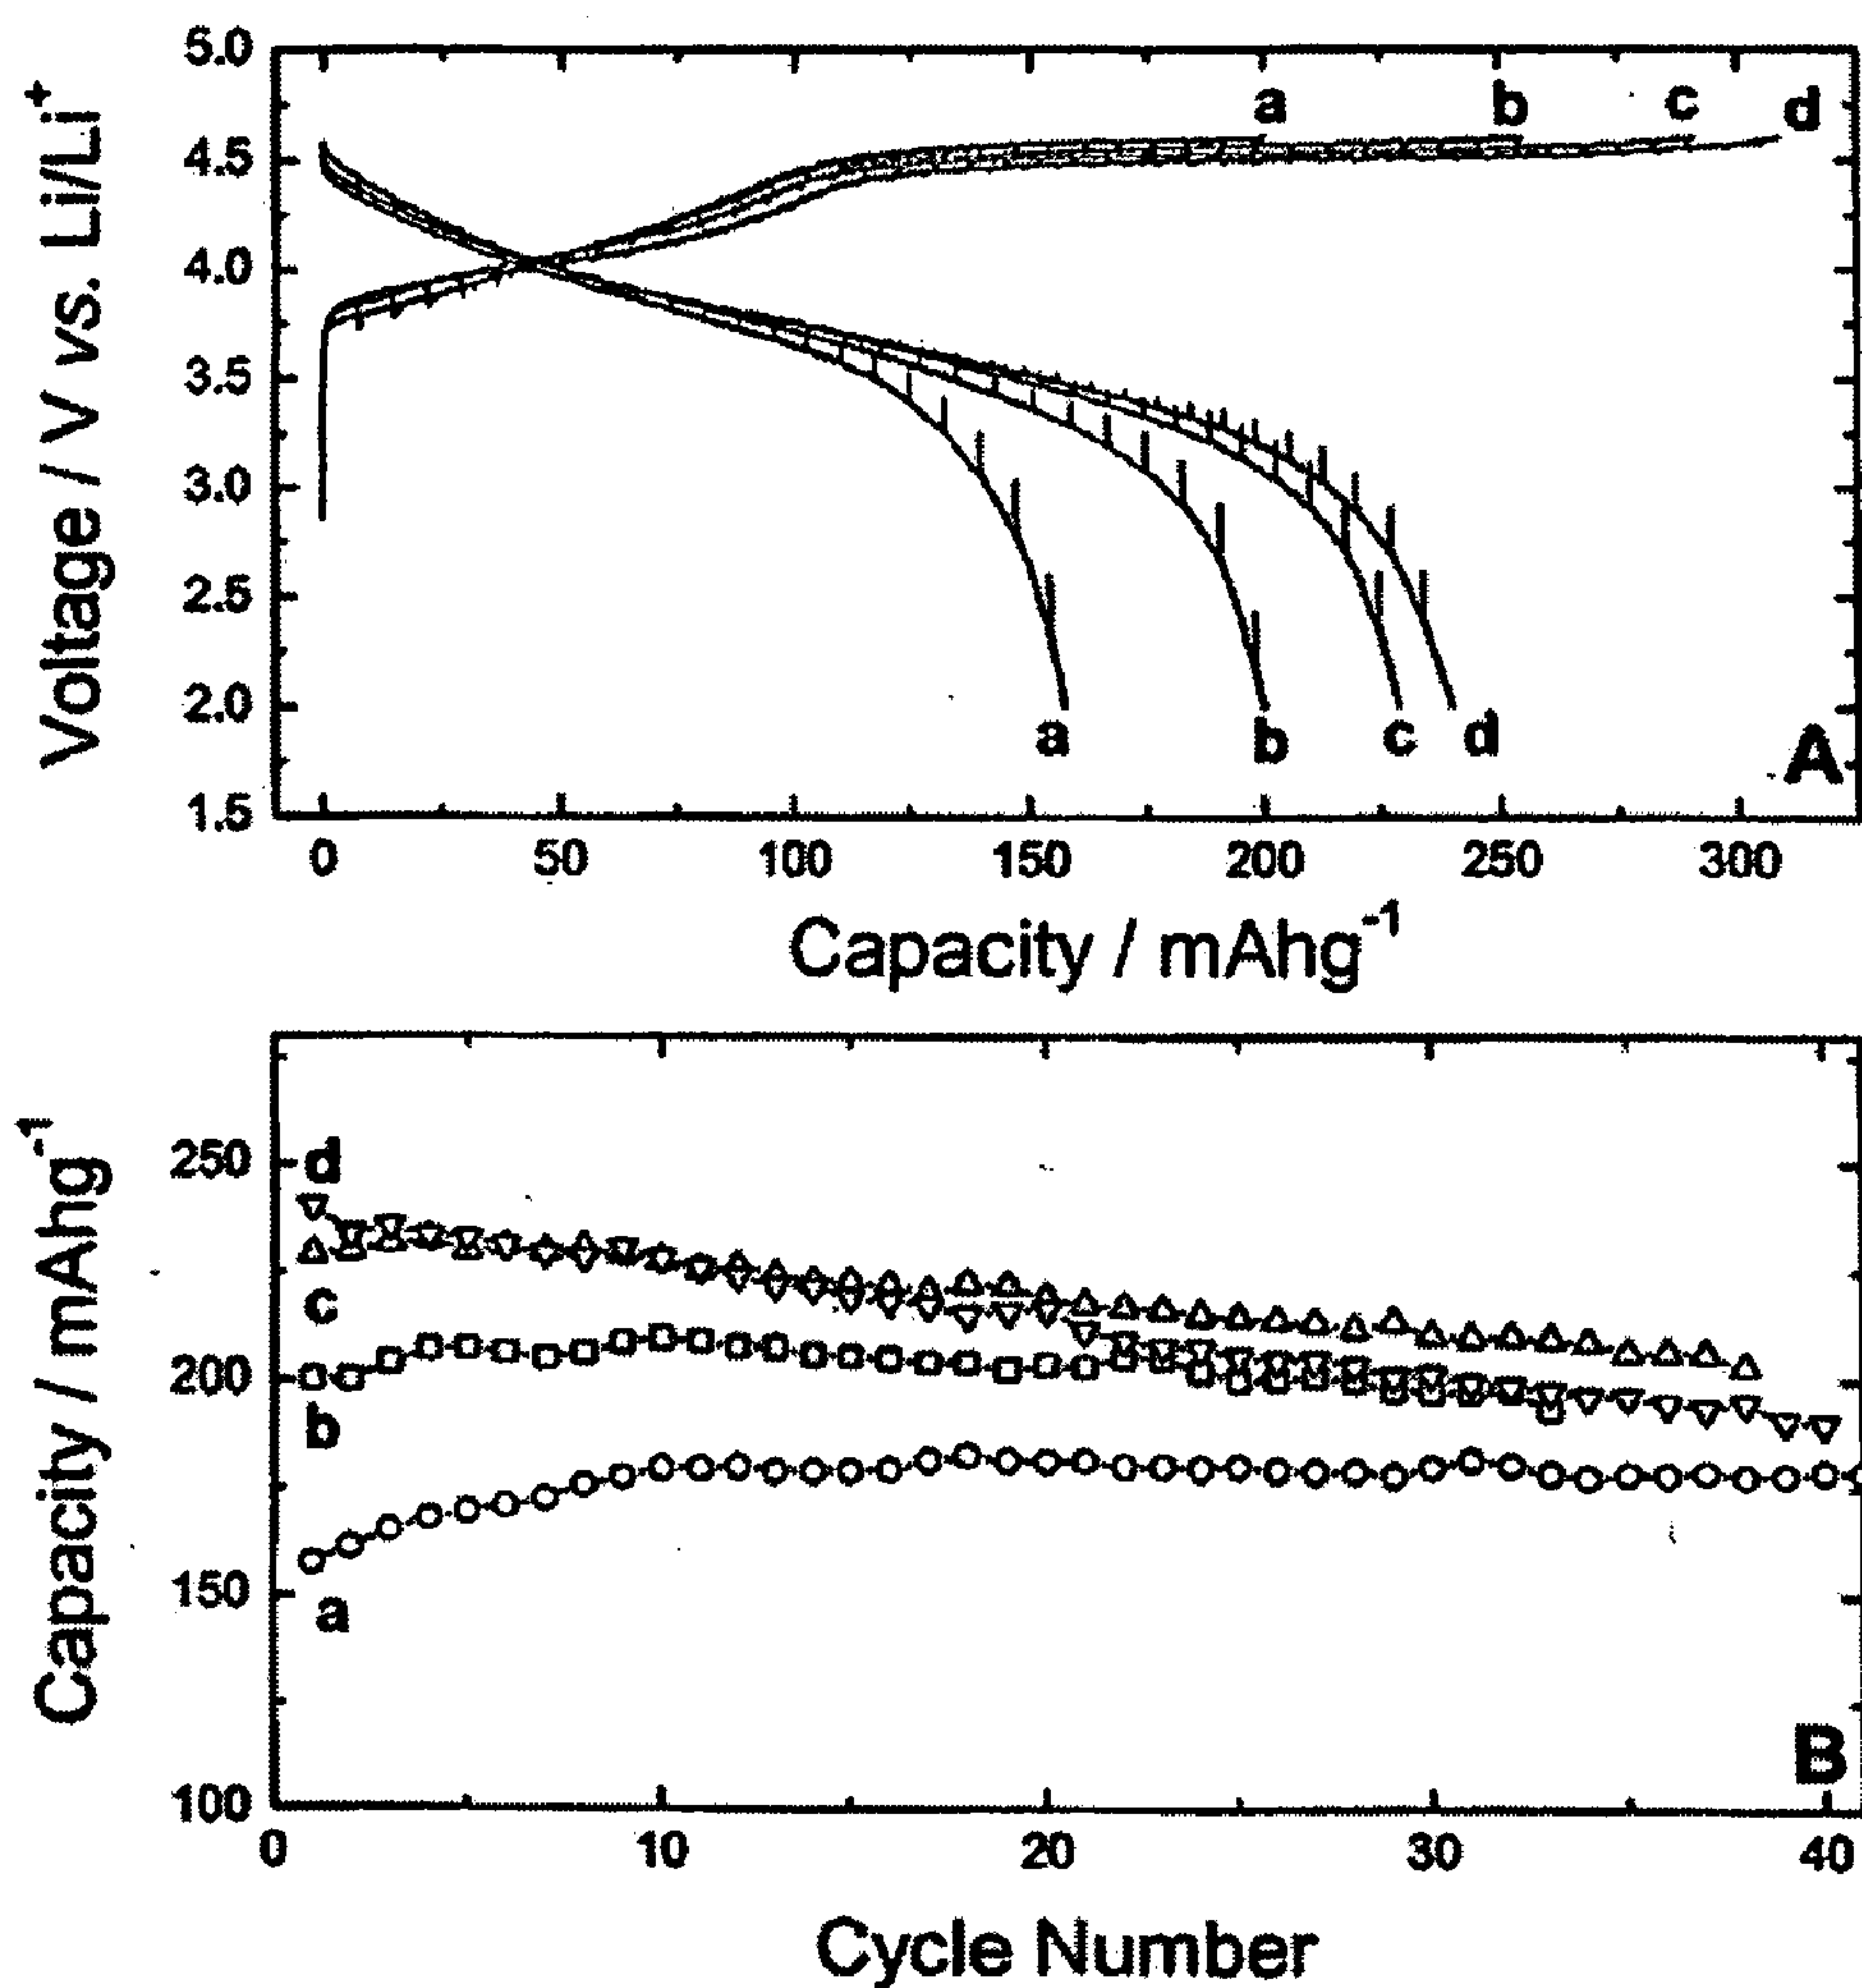 5.0
4.5
4.0
3.5
3.0
2.5
2.0
1.5
Voltage / V vs. Li/Li⁺
a b c d
a b c d
A
0 50 100 150 200 250 300
Capacity / mAhg⁻¹
250
200
150
100
Capacity / mAhg⁻¹
d
c
b
a
B
0 10 20 30 40
Cycle Number